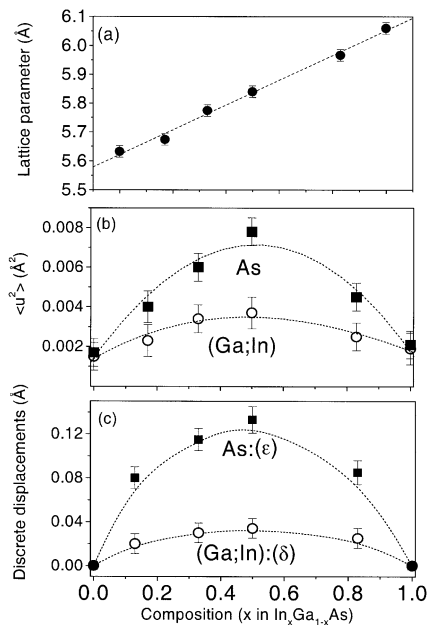 (a)
Lattice parameter (Å)
6.1
6.0
5.9
5.8
5.7
5.6
5.5
(b)
<u²> (Å²)
0.008
0.006
0.004
0.002
As
(Ga;In)
(c)
Discrete displacements (Å)
0.12
0.08
0.04
0.00
As:(ε)
(Ga;In):(δ)
0.0 0.2 0.4 0.6 0.8 1.0
Composition (x in InₓGa₁₋ₓAs)